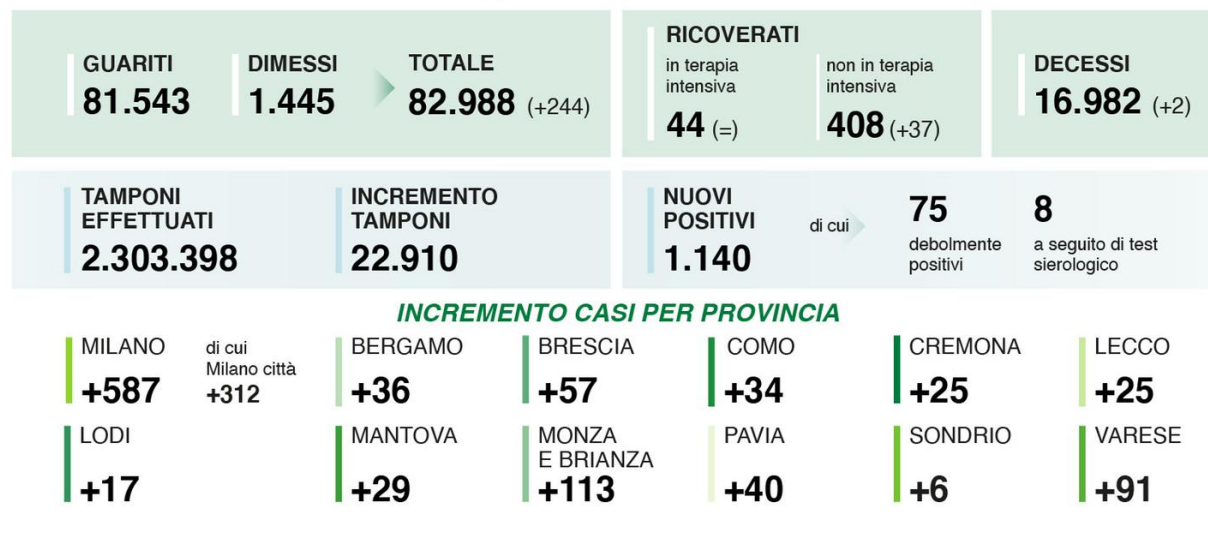 GUARITI
81.543
DIMESSI
1.445
TOTALE
82.988 (+244)
RICOVERATI
in terapia
intensiva
44 (=)
non in terapia
intensiva
408 (+37)
DECESSI
16.982 (+2)
TAMPONI
EFFETTUATI
2.303.398
INCREMENTO
TAMPONI
22.910
NUOVI
POSITIVI
1.140
di cui
75
debolmente
positivi
8
a seguito di test
sierologico
INCREMENTO CASI PER PROVINCIA
MILANO
+587
di cui
Milano città
+312
BERGAMO
+36
BRESCIA
+57
COMO
+34
CREMONA
+25
LECCO
+25
LODI
+17
MANTOVA
+29
MONZA
E BRIANZA
+113
PAVIA
+40
SONDRIO
+6
VARESE
+91